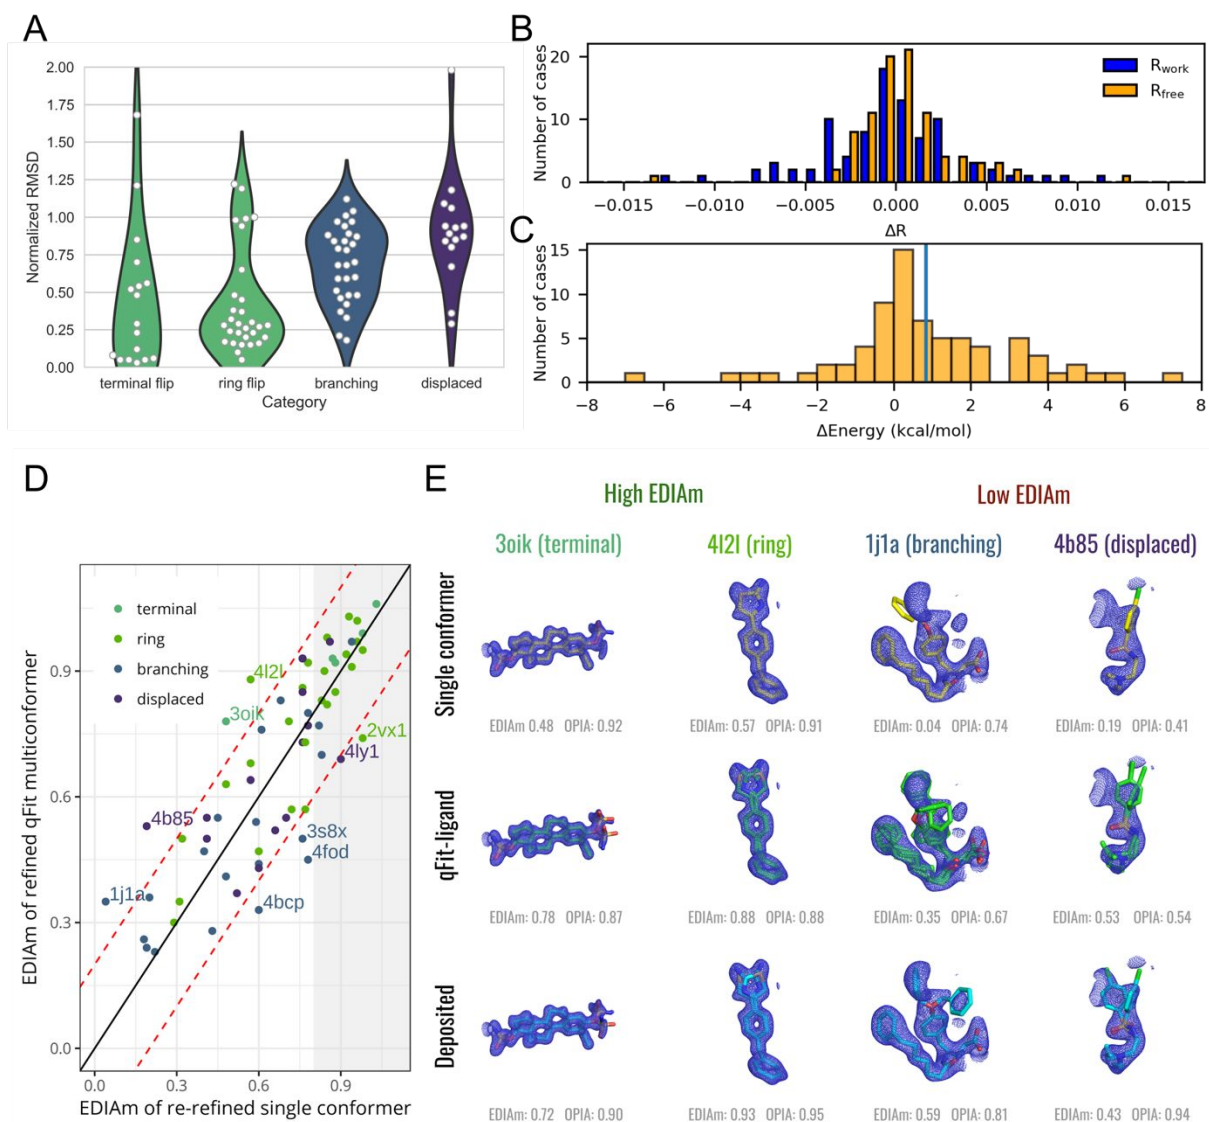 A
2.00
1.75
1.50
1.25
1.00
0.75
0.50
0.25
0.00
Normalized RMSD
terminal flip ring flip branching displaced
Category
B
20
10
0
Number of cases
Rwork
Rfree
−0.015 −0.010 −0.005 0.000 0.005 0.010 0.015
ΔR
C
15
10
5
0
Number of cases
−8 −6 −4 −2 0 2 4 6 8
ΔEnergy (kcal/mol)
D
EDIAm of refined qFit multiconformer
0.9
0.6
0.3
0.0
terminal
ring
branching
displaced
4l2l
3oik
2vx1
4ly1
4b85
3s8x
4fod
1j1a
4bcp
0.0 0.3 0.6 0.9
EDIAm of re-refined single conformer
E
High EDIAm Low EDIAm
3oik (terminal) 4l2l (ring) 1j1a (branching) 4b85 (displaced)
Single conformer
EDIAm 0.48 OPIA: 0.92 EDIAm: 0.57 OPIA: 0.91 EDIAm: 0.04 OPIA: 0.74 EDIAm: 0.19 OPIA: 0.41
qFit-ligand
EDIAm: 0.78 OPIA: 0.87 EDIAm: 0.88 OPIA: 0.88 EDIAm: 0.35 OPIA: 0.67 EDIAm: 0.53 OPIA: 0.54
Deposited
EDIAm: 0.72 OPIA: 0.90 EDIAm: 0.93 OPIA: 0.95 EDIAm: 0.59 OPIA: 0.81 EDIAm: 0.43 OPIA: 0.94